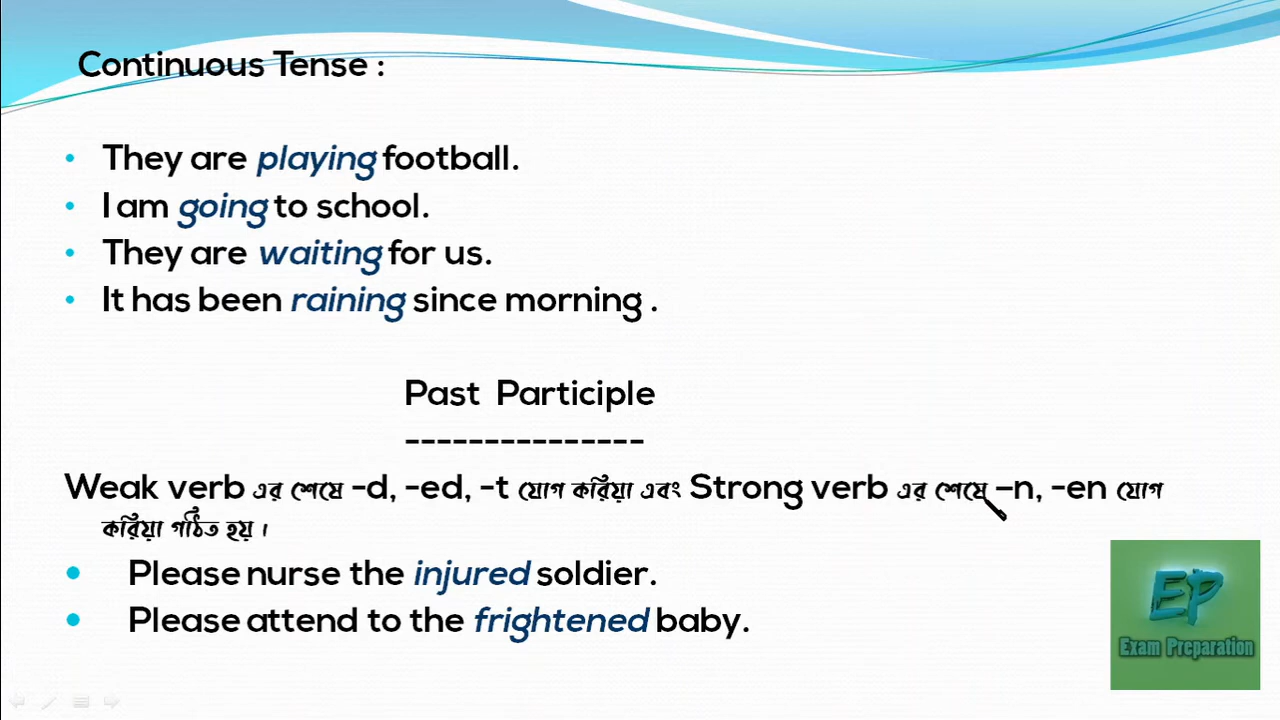 Continuous Tense :
• They are playing football.
• I am going to school.
• They are waiting for us.
• It has been raining since morning .
Past Participle
---------------
Weak verb এর শেষে -d, -ed, -t যোগ করিয়া এবং Strong verb এর শেষে –n, -en যোগ
করিয়া গঠিত হয় ।
• Please nurse the injured soldier.
• Please attend to the frightened baby.
EP
Exam Preparation